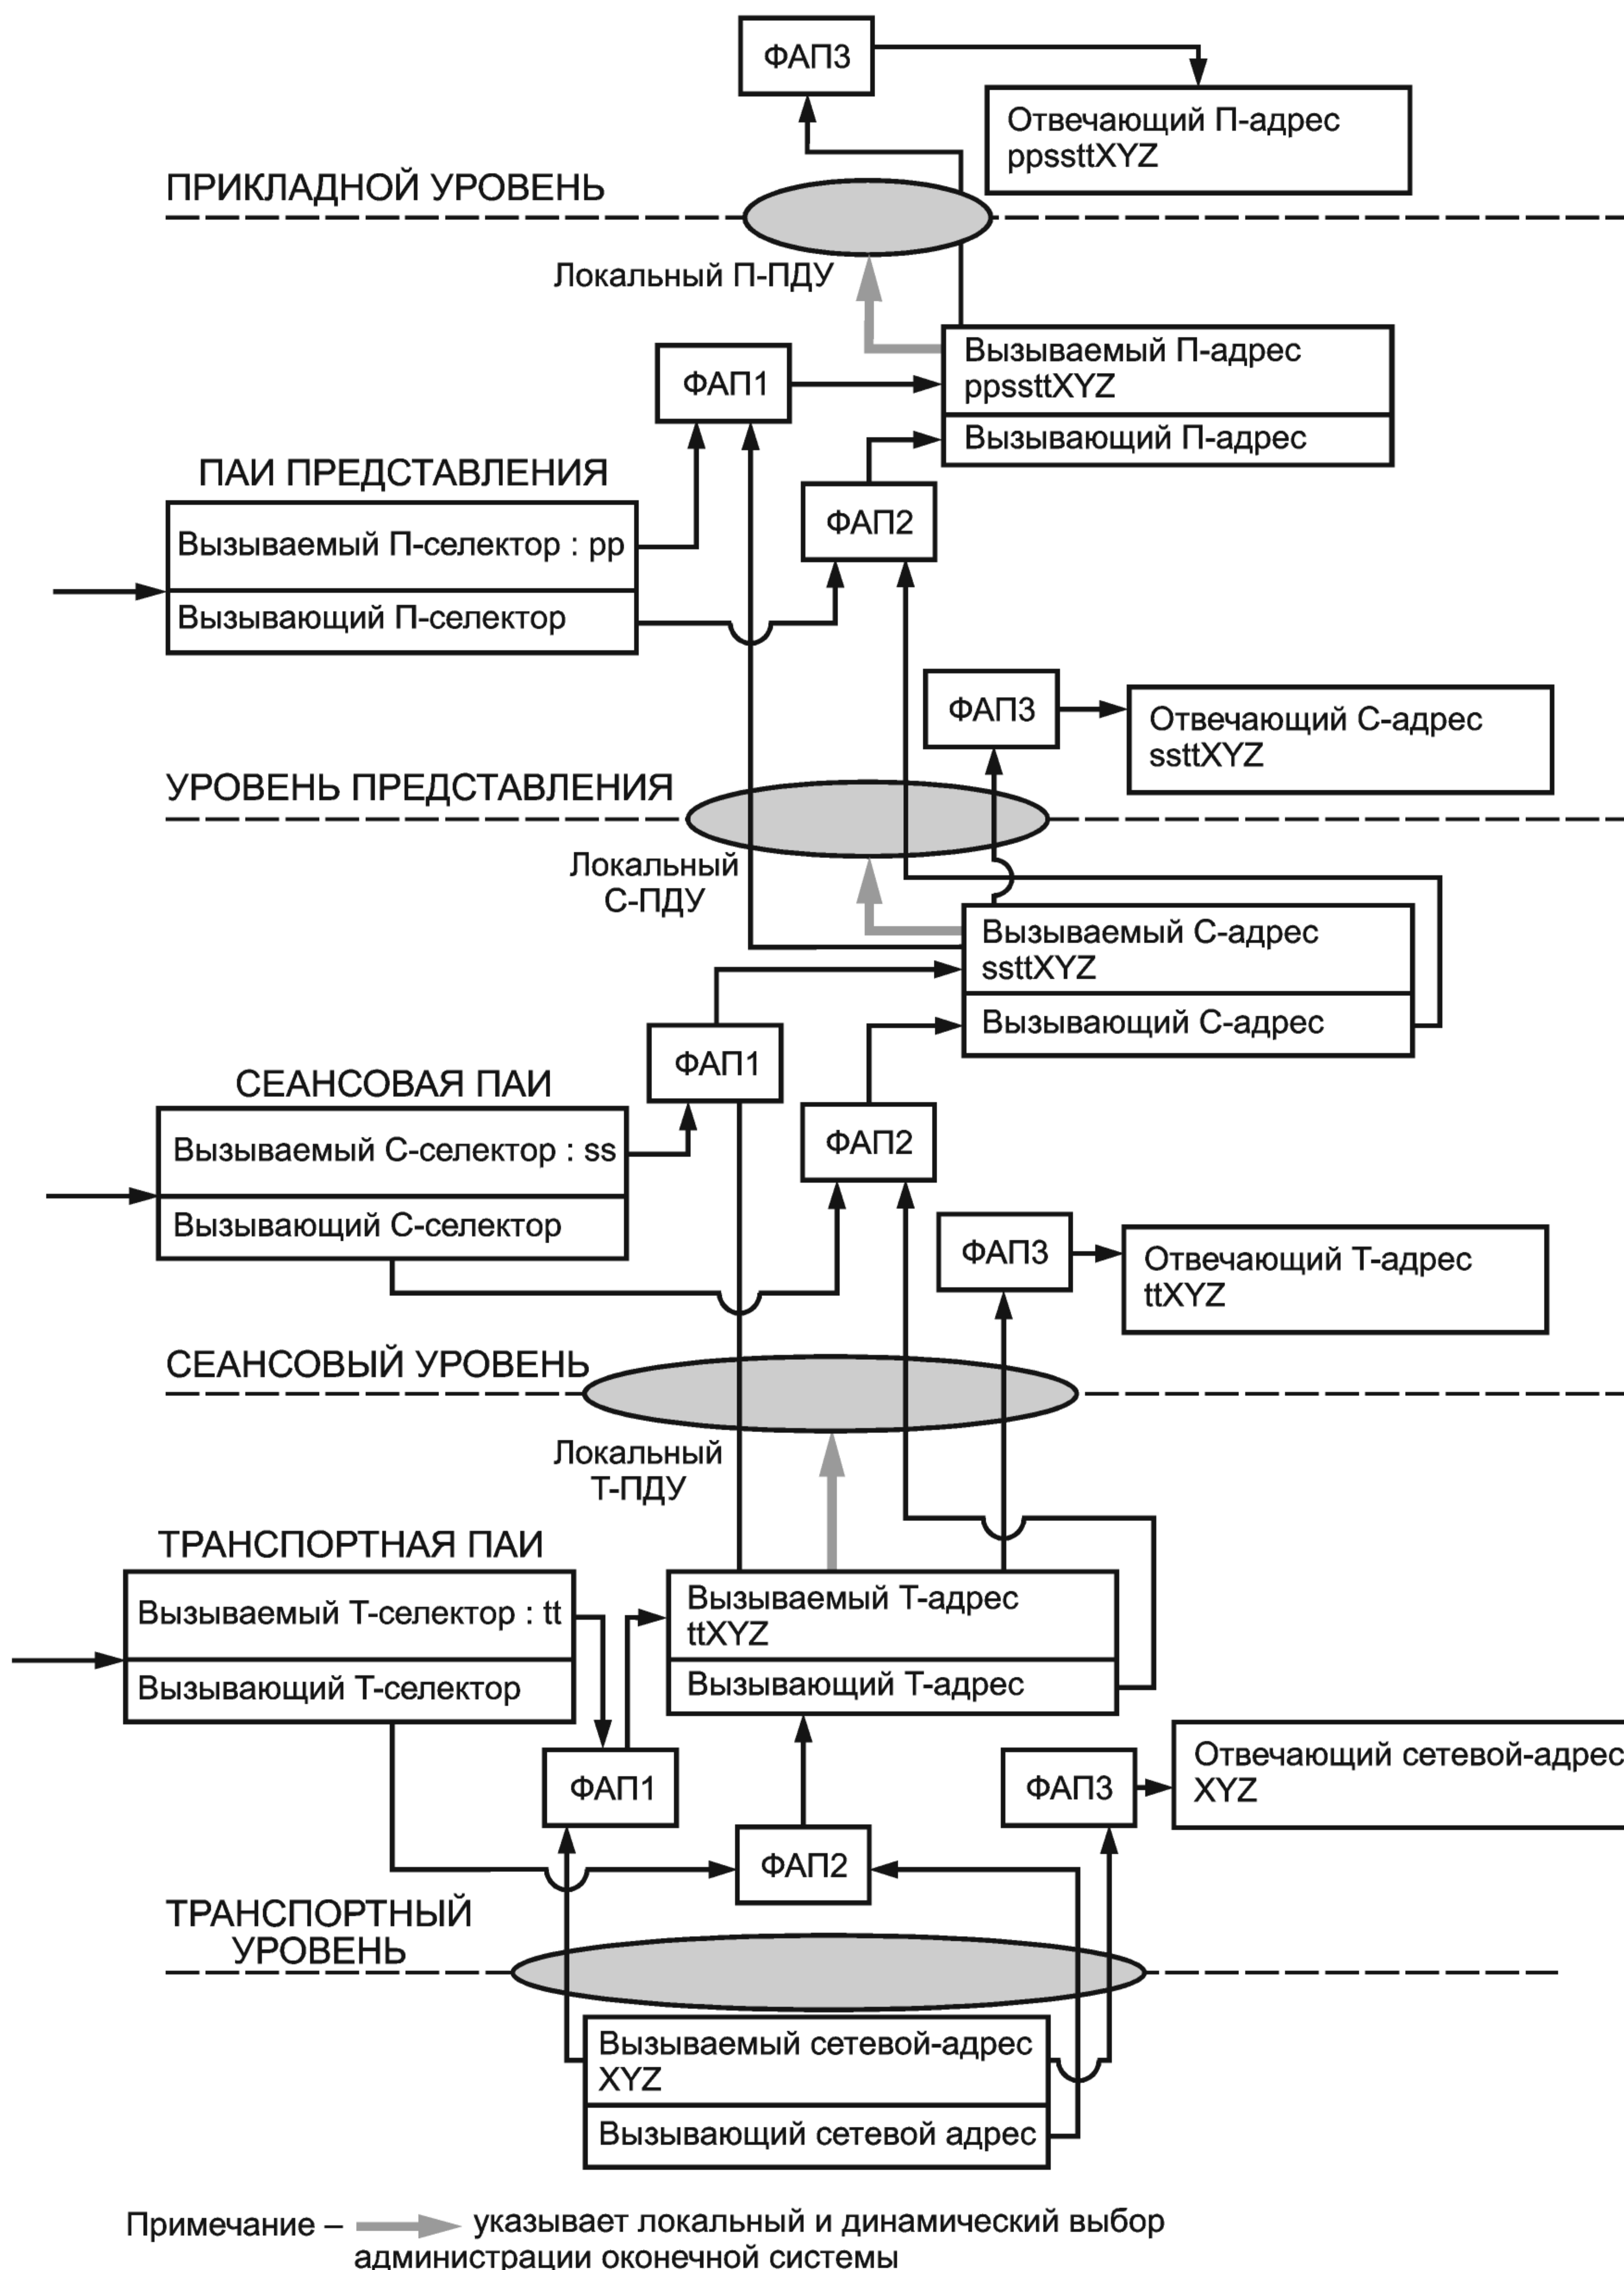 ФАП3
Отвечающий П-адрес
ppssttXYZ
ПРИКЛАДНОЙ УРОВЕНЬ
Локальный П-ПДУ
Вызываемый П-адрес
ppssttXYZ
ФАП1
Вызывающий П-адрес
ПАИ ПРЕДСТАВЛЕНИЯ
ФАП2
Вызываемый П-селектор : pp
Вызывающий П-селектор
ФАП3
Отвечающий С-адрес
ssttXYZ
УРОВЕНЬ ПРЕДСТАВЛЕНИЯ
Локальный
С-ПДУ
Вызываемый С-адрес
ssttXYZ
Вызывающий С-адрес
ФАП1
СЕАНСОВАЯ ПАИ
ФАП2
Вызываемый С-селектор : ss
Вызывающий С-селектор
ФАП3
Отвечающий Т-адрес
ttXYZ
СЕАНСОВЫЙ УРОВЕНЬ
Локальный
Т-ПДУ
ТРАНСПОРТНАЯ ПАИ
Вызываемый Т-селектор : tt
Вызывающий Т-селектор
Вызываемый Т-адрес
ttXYZ
Вызывающий Т-адрес
ФАП1
ФАП3
Отвечающий сетевой-адрес
XYZ
ФАП2
ТРАНСПОРТНЫЙ
УРОВЕНЬ
Вызываемый сетевой-адрес
XYZ
Вызывающий сетевой адрес
Примечание – указывает локальный и динамический выбор
администрации оконечной системы